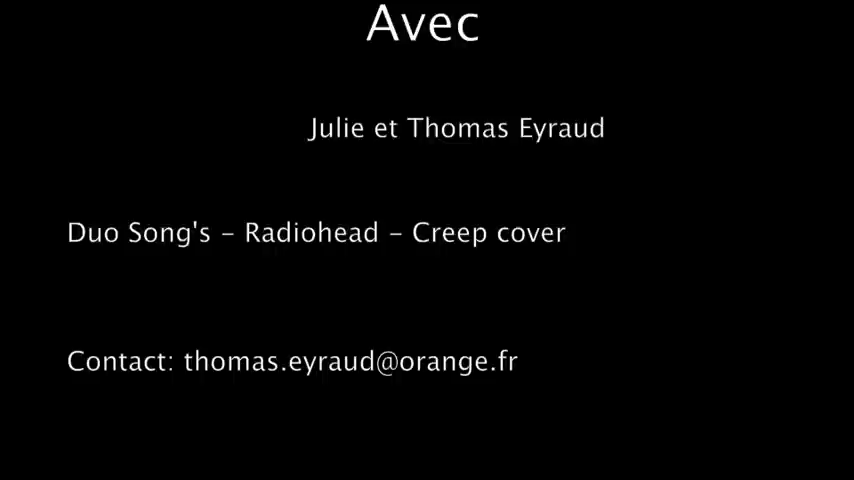 Avec
Julie et Thomas Eyraud
Duo Song's - Radiohead - Creep cover
Contact: thomas.eyraud@orange.fr